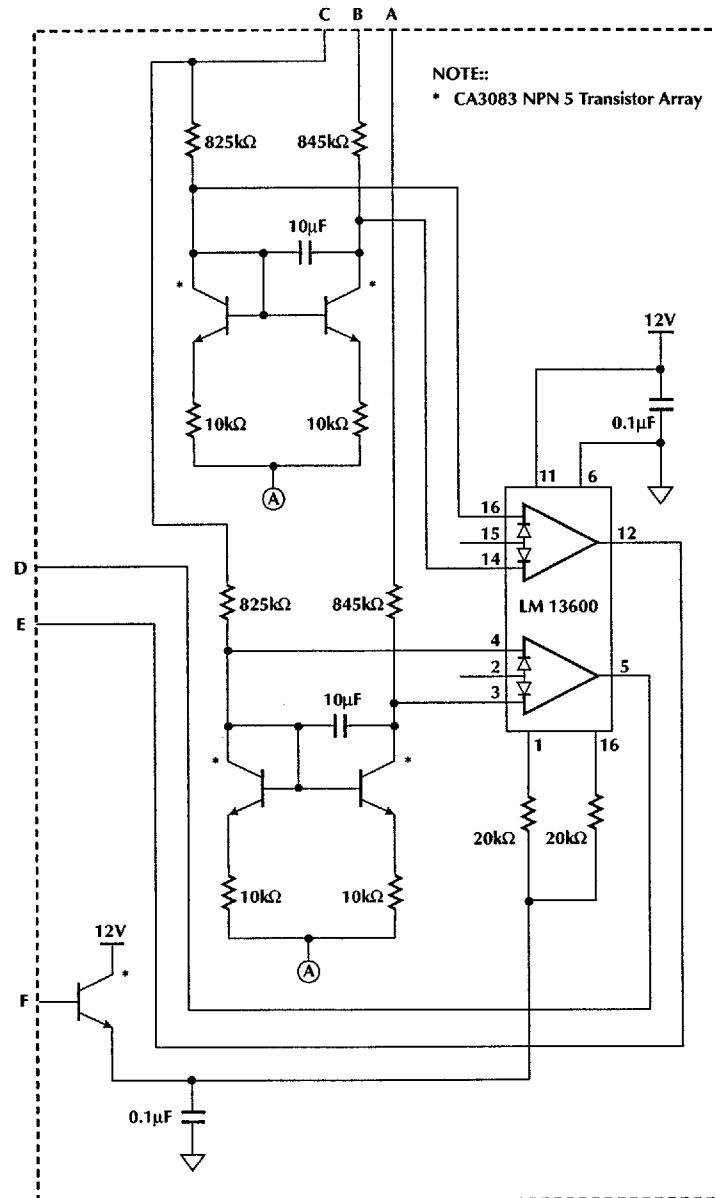 C B A
NOTE::
* CA3083 NPN 5 Transistor Array
825kΩ
845kΩ
10µF
*
*
12V
10kΩ
10kΩ
0.1µF
A
11
6
16
15
14
12
D
LM 13600
825kΩ
845kΩ
E
4
2
3
5
10µF
*
*
1
16
20kΩ
20kΩ
10kΩ
10kΩ
12V
*
A
F
0.1µF